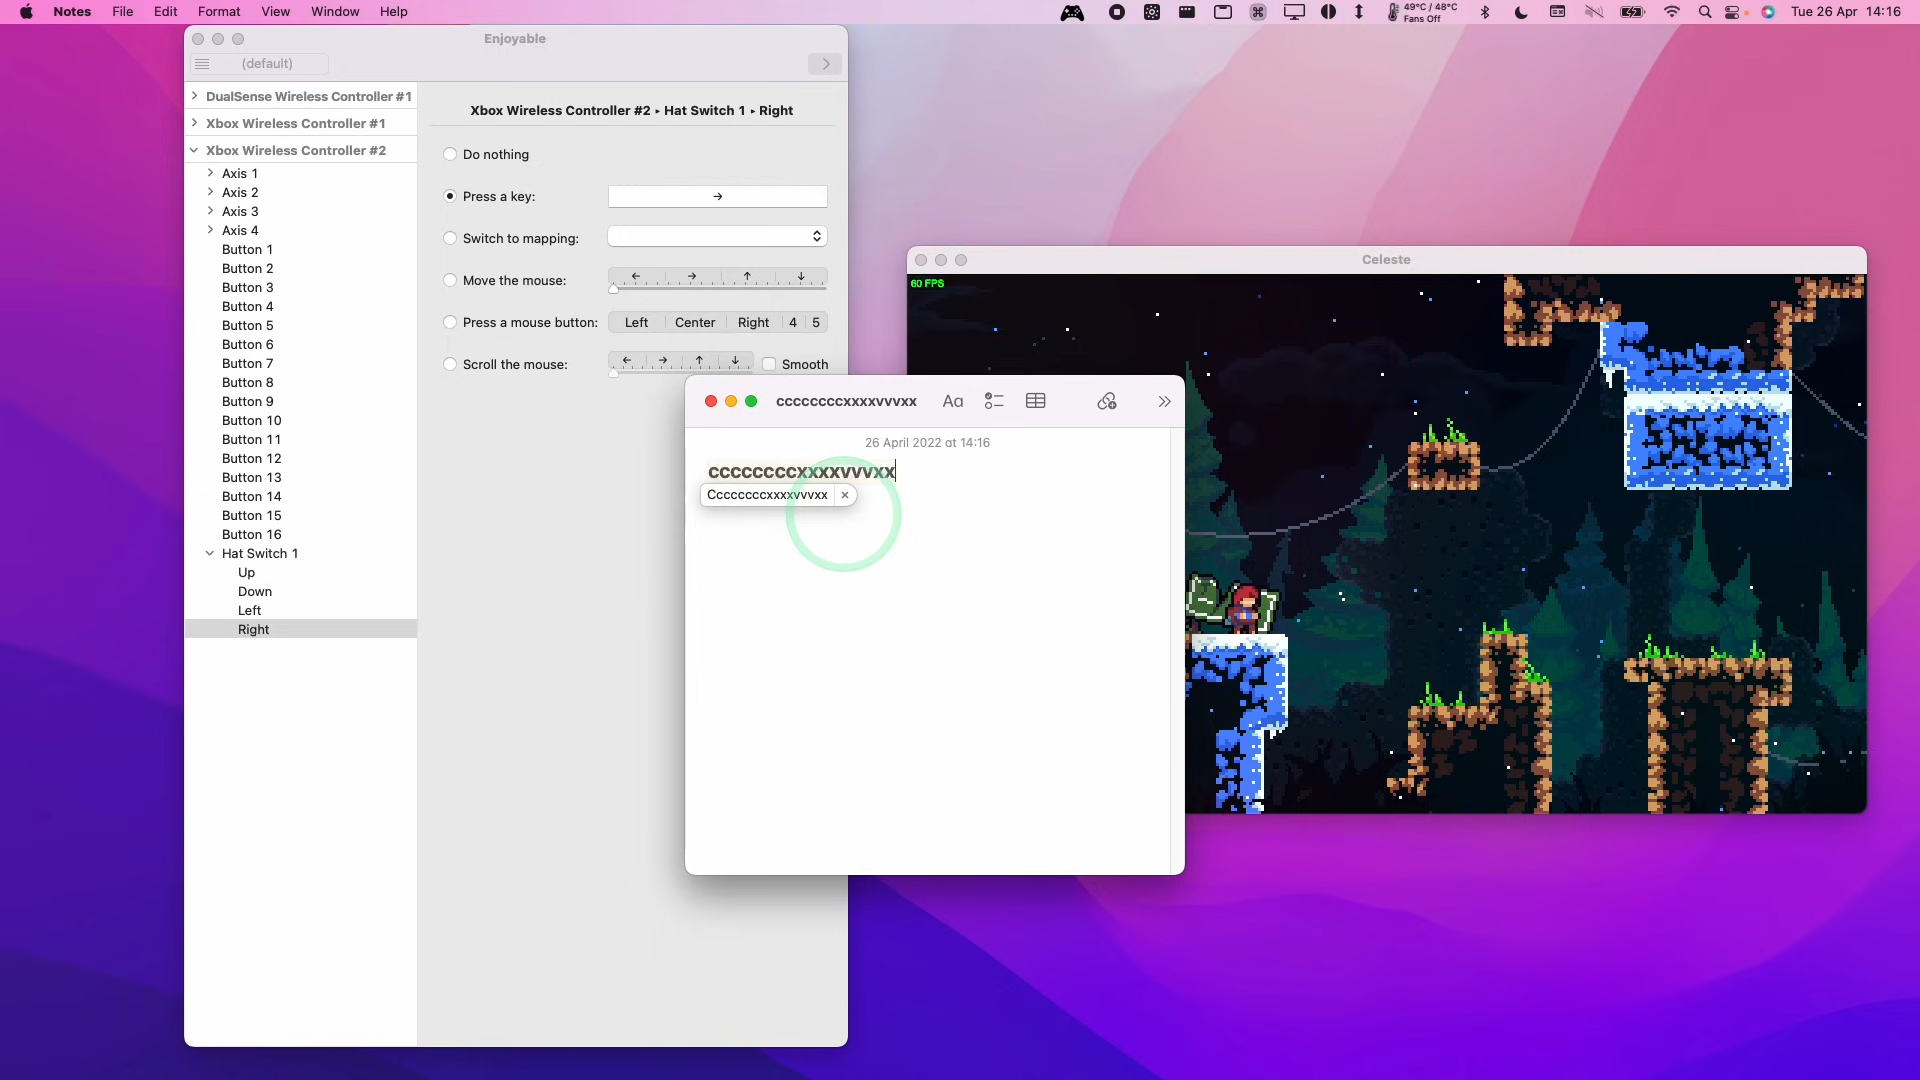 Notes File Edit Format View Window Help
49°C / 48°C
Fans Off
Tue 26 Apr 14:16
Enjoyable
(default)
DualSense Wireless Controller #1
Xbox Wireless Controller #1
Xbox Wireless Controller #2
Axis 1
Axis 2
Axis 3
Axis 4
Button 1
Button 2
Button 3
Button 4
Button 5
Button 6
Button 7
Button 8
Button 9
Button 10
Button 11
Button 12
Button 13
Button 14
Button 15
Button 16
Hat Switch 1
Up
Down
Left
Right
Xbox Wireless Controller #2 ▸ Hat Switch 1 ▸ Right
Do nothing
Press a key: →
Switch to mapping:
Move the mouse: ← → ↑ ↓
Press a mouse button: Left Center Right 4 5
Scroll the mouse: ← → ↑ ↓ Smooth
Celeste
60 FPS
ccccccccxxxxvvvxx Aa
26 April 2022 at 14:16
ccccccccxxxxvvvxx
Ccccccccxxxxvvvxx